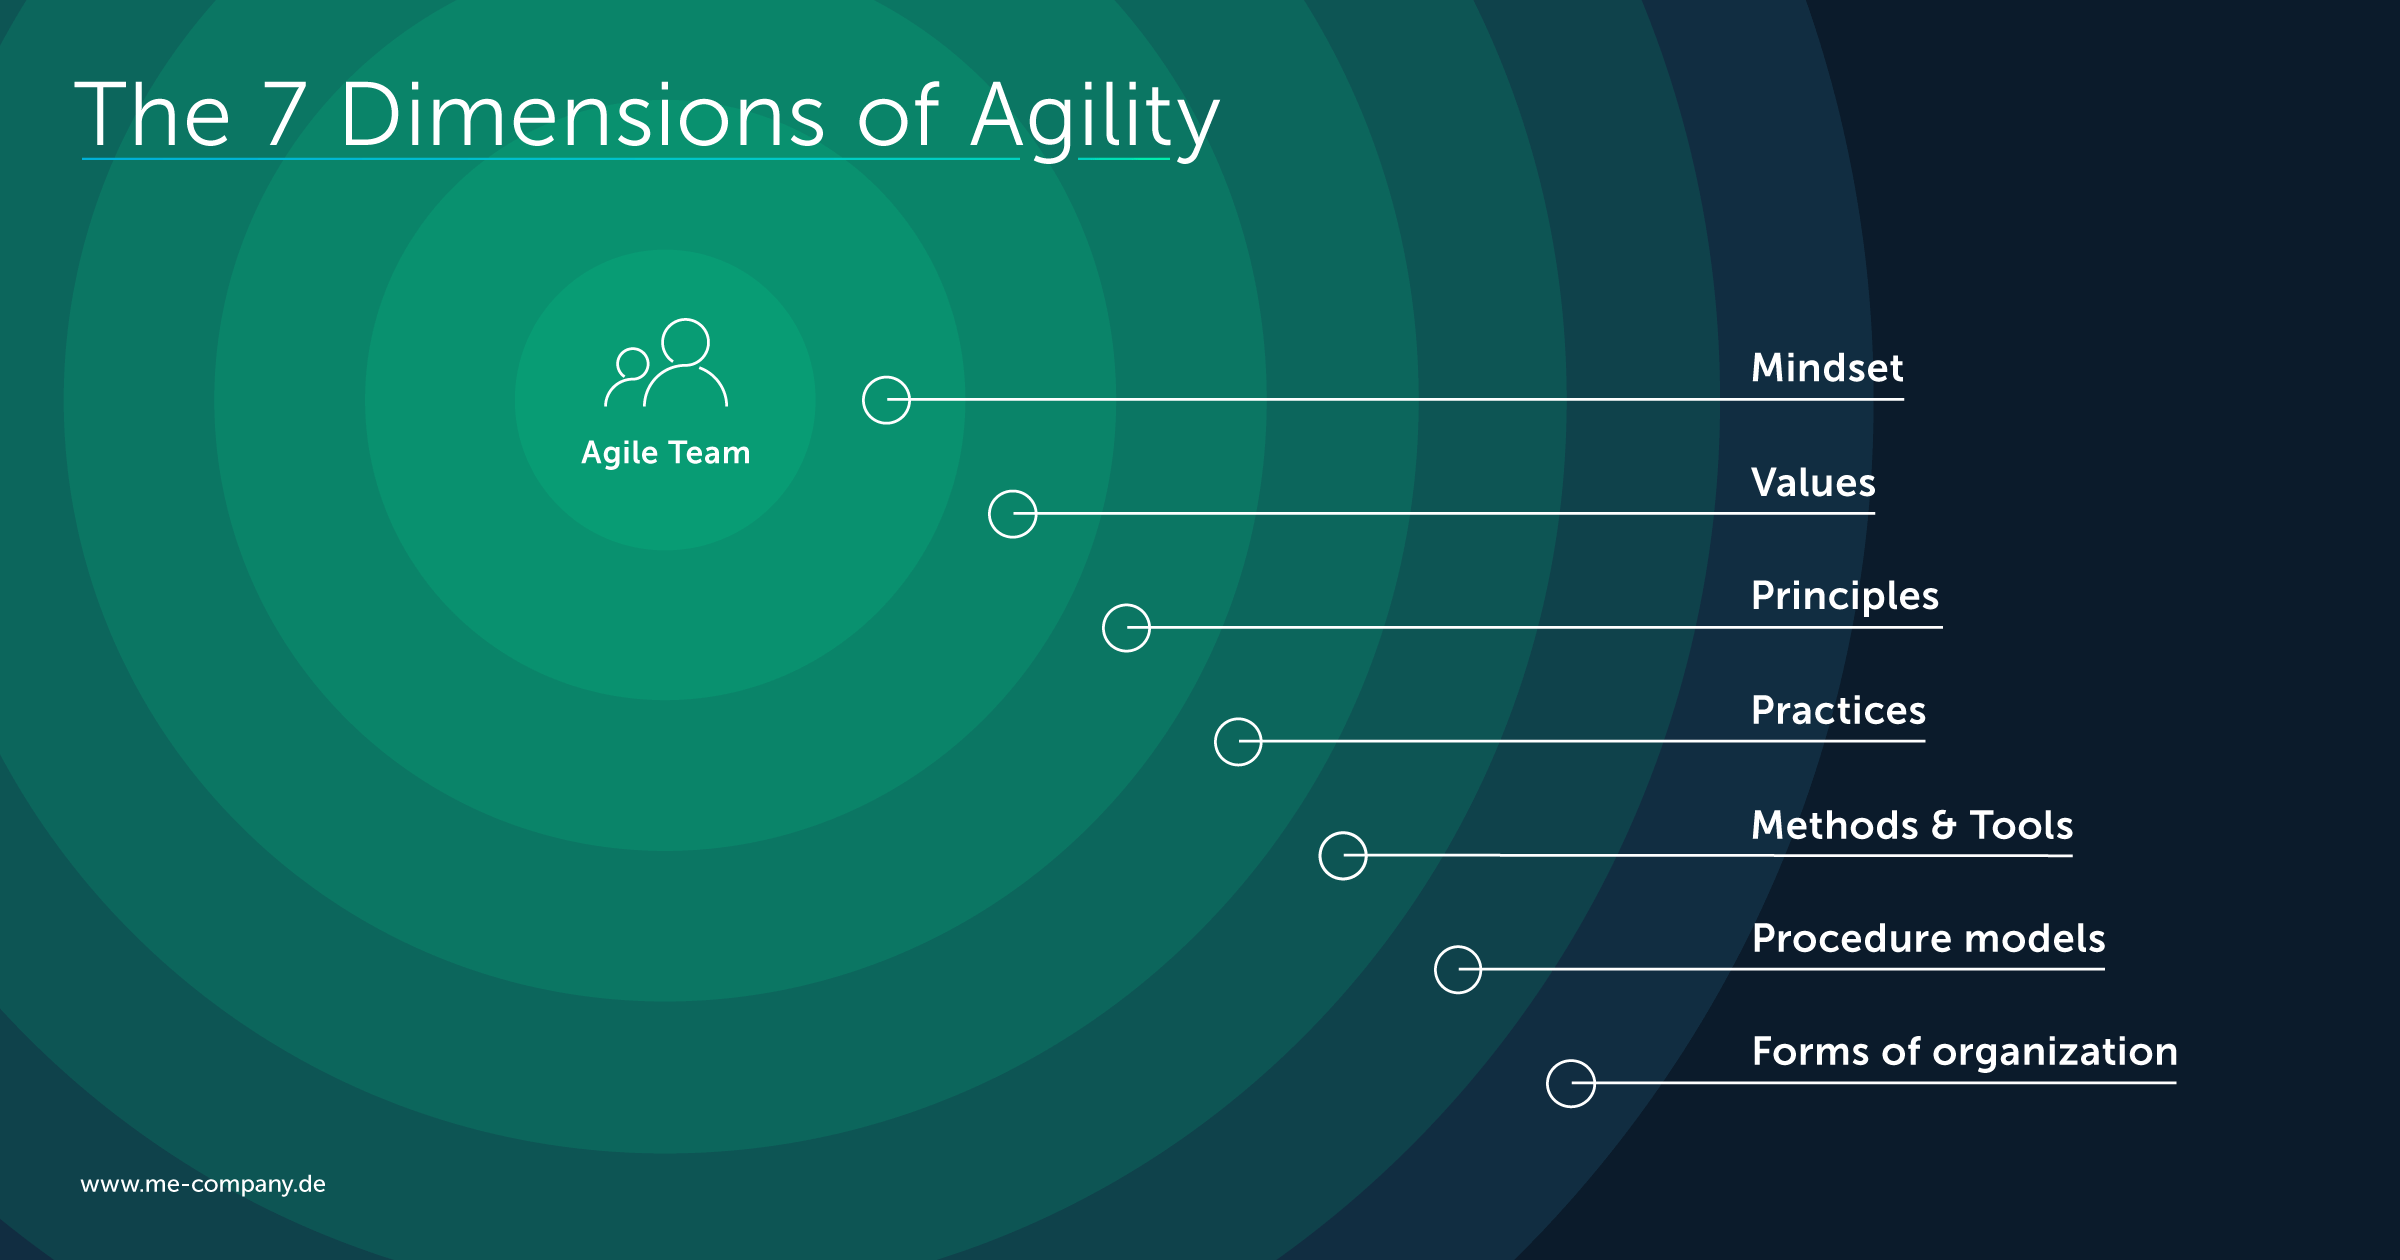 The 7 Dimensions of Agility
Agile Team
Mindset
Values
Principles
Practices
Methods & Tools
Procedure models
Forms of organization
www.me-company.de